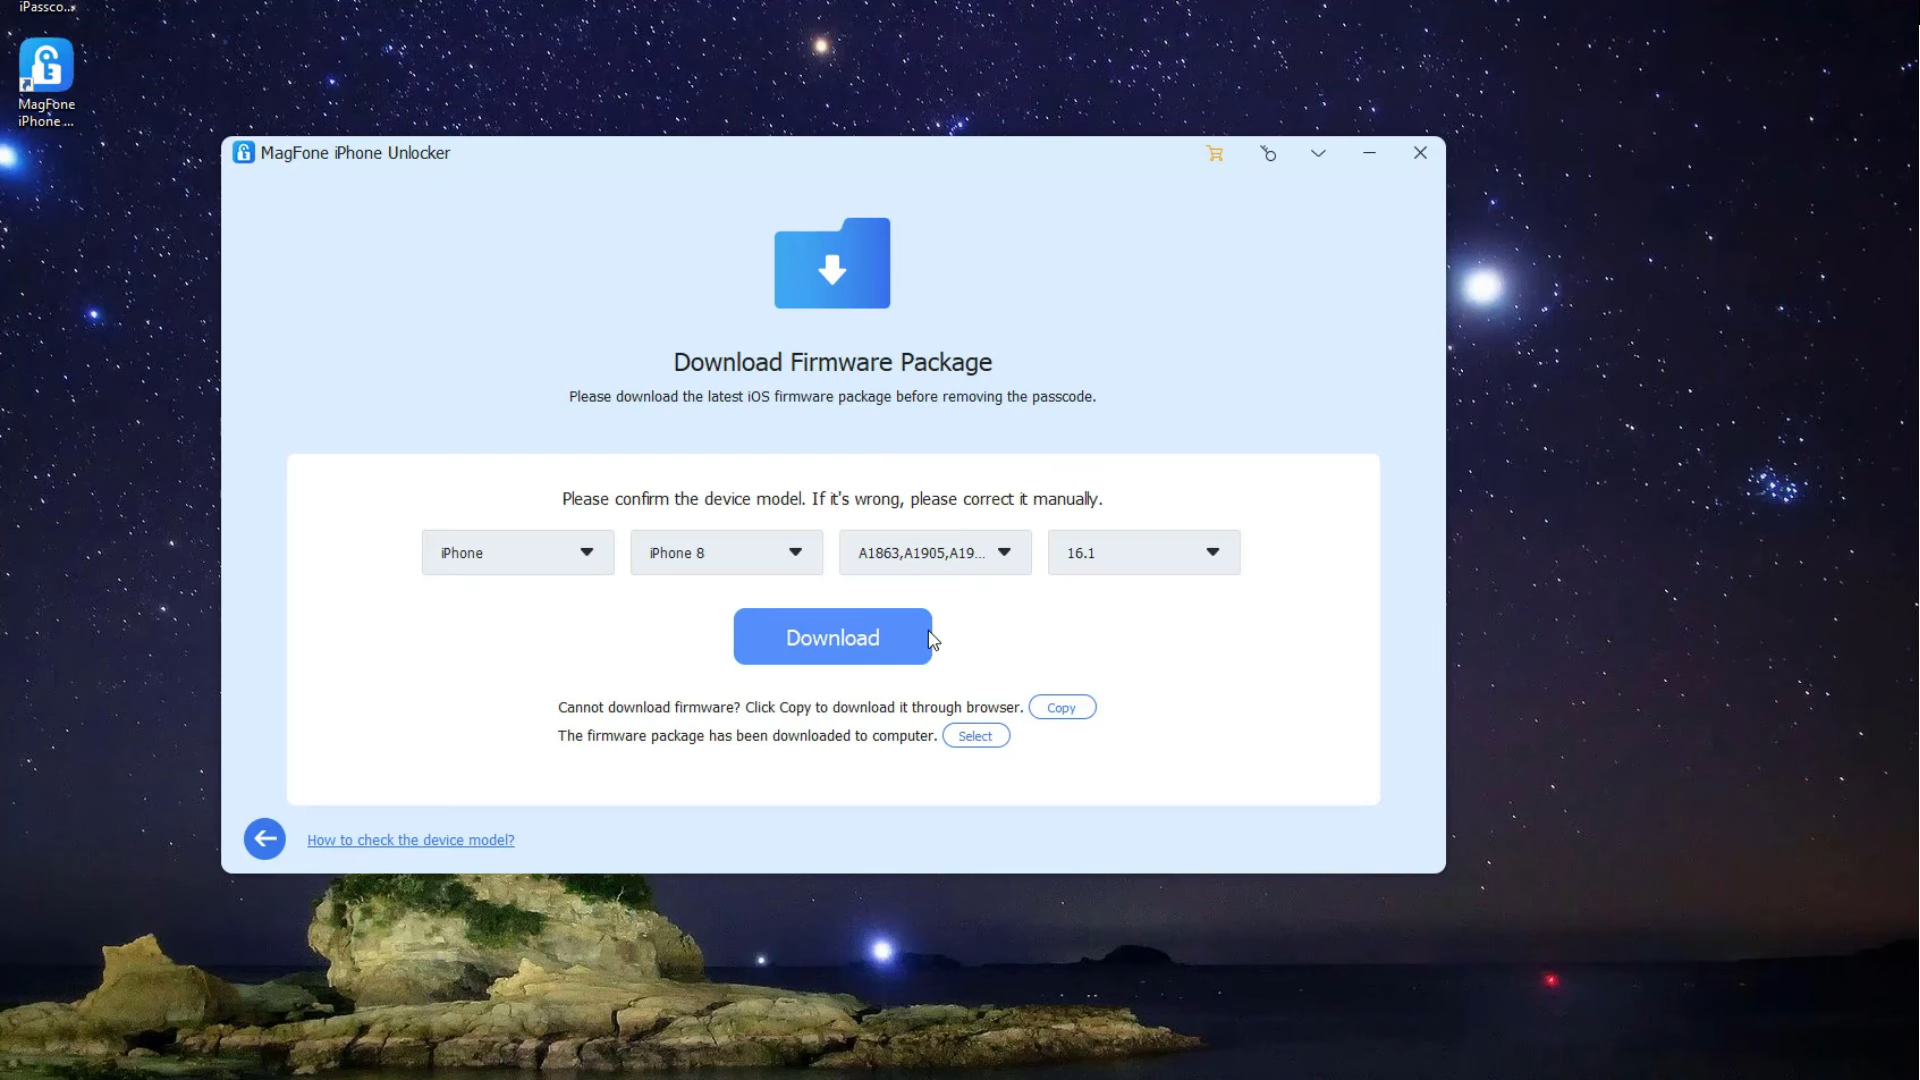 iPassco...
MagFone
iPhone ...
MagFone iPhone Unlocker
Download Firmware Package
Please download the latest iOS firmware package before removing the passcode.
Please confirm the device model. If it's wrong, please correct it manually.
iPhone
iPhone 8
A1863,A1905,A19...
16.1
Download
Cannot download firmware? Click Copy to download it through browser.
Copy
The firmware package has been downloaded to computer.
Select
How to check the device model?